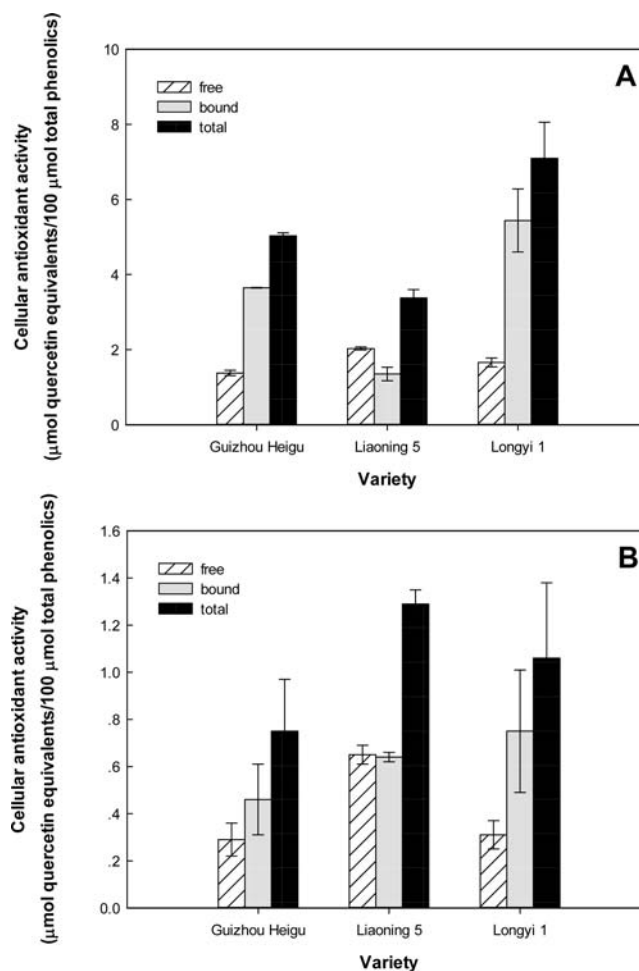 A
Cellular antioxidant activity
(μmol quercetin equivalents/100 μmol total phenolics)
10
8
6
4
2
0
free
bound
total
Guizhou Heigu
Liaoning 5
Longyi 1
Variety
B
Cellular antioxidant activity
(μmol quercetin equivalents/100 μmol total phenolics)
1.6
1.4
1.2
1.0
.8
.6
.4
.2
0.0
free
bound
total
Guizhou Heigu
Liaoning 5
Longyi 1
Variety